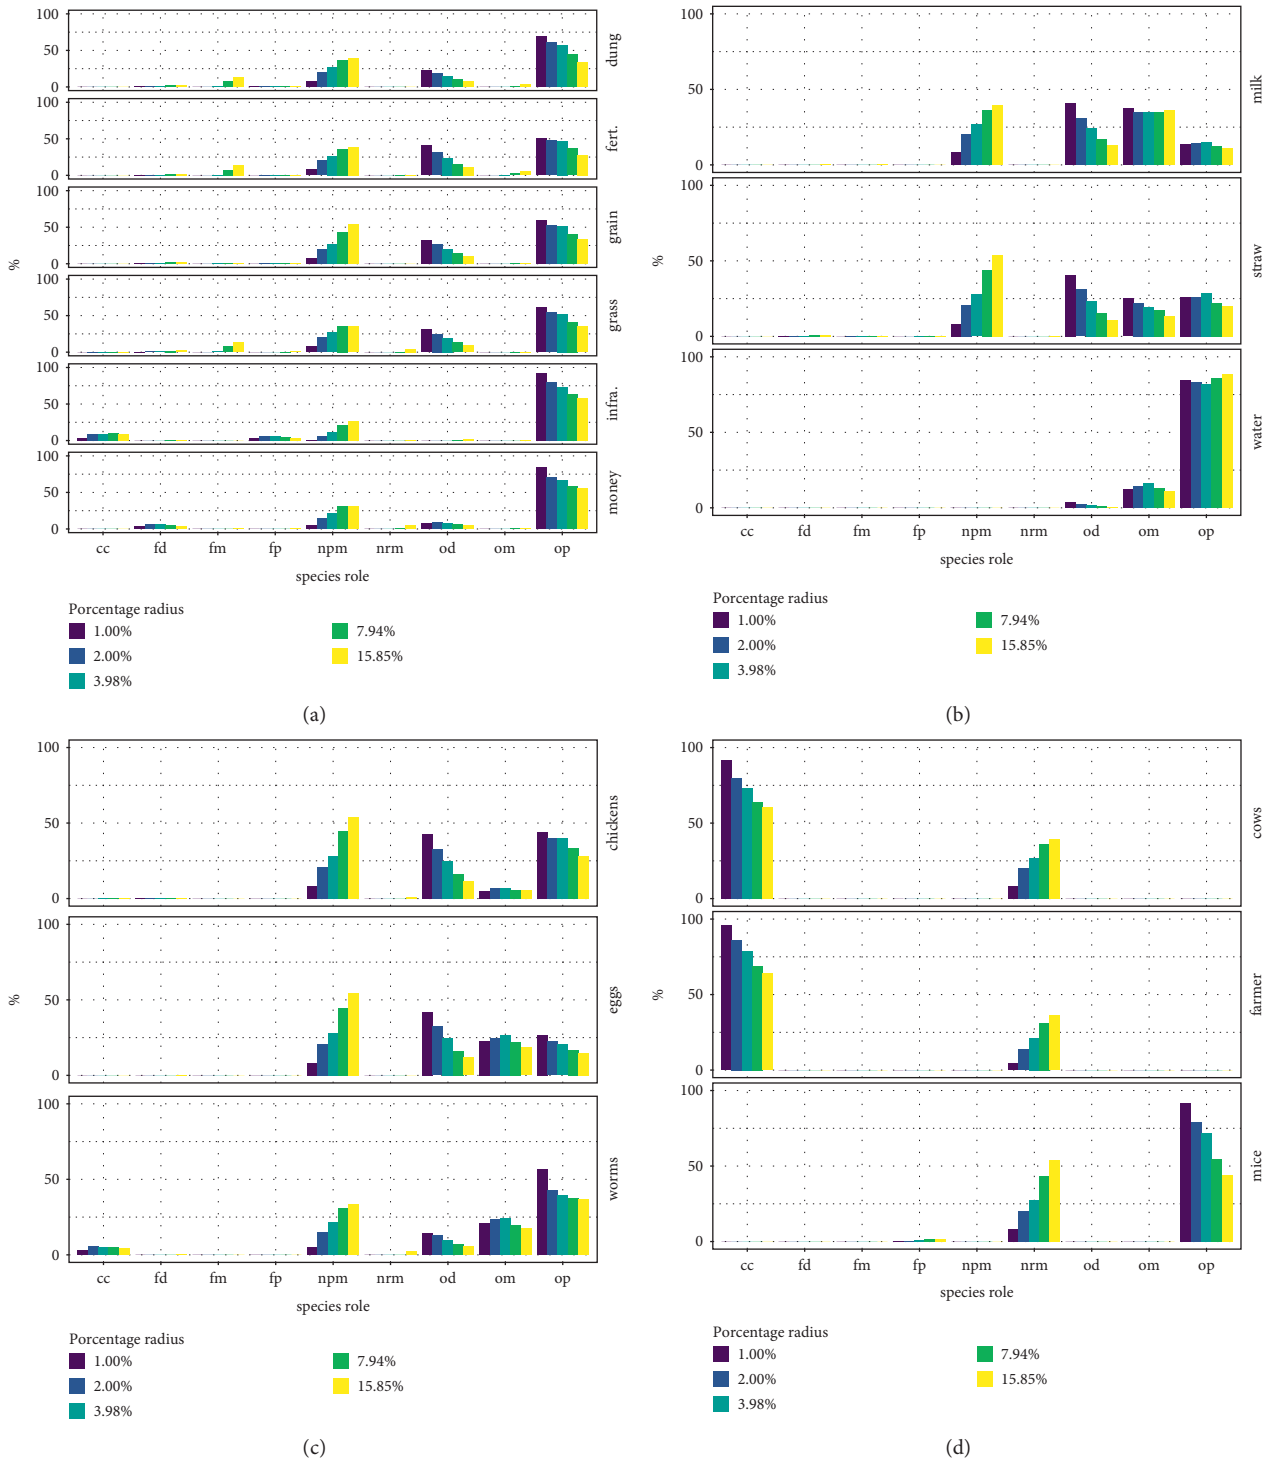 100
50
0
dung
100
50
0
fert.
100
50
0
grain
%
100
50
0
grass
100
50
0
infra.
100
50
0
money
cc fd fm fp npm nrm od om op
species role
Porcentage radius
1.00% 7.94%
2.00% 15.85%
3.98%
(a)
100
50
0
milk
100
50
0
straw
%
100
50
0
water
cc fd fm fp npm nrm od om op
species role
Porcentage radius
1.00% 7.94%
2.00% 15.85%
3.98%
(b)
100
50
0
chickens
100
50
0
eggs
%
100
50
0
worms
cc fd fm fp npm nrm od om op
species role
Porcentage radius
1.00% 7.94%
2.00% 15.85%
3.98%
(c)
100
50
0
cows
100
50
0
farmer
%
100
50
0
mice
cc fd fm fp npm nrm od om op
species role
Porcentage radius
1.00% 7.94%
2.00% 15.85%
3.98%
(d)